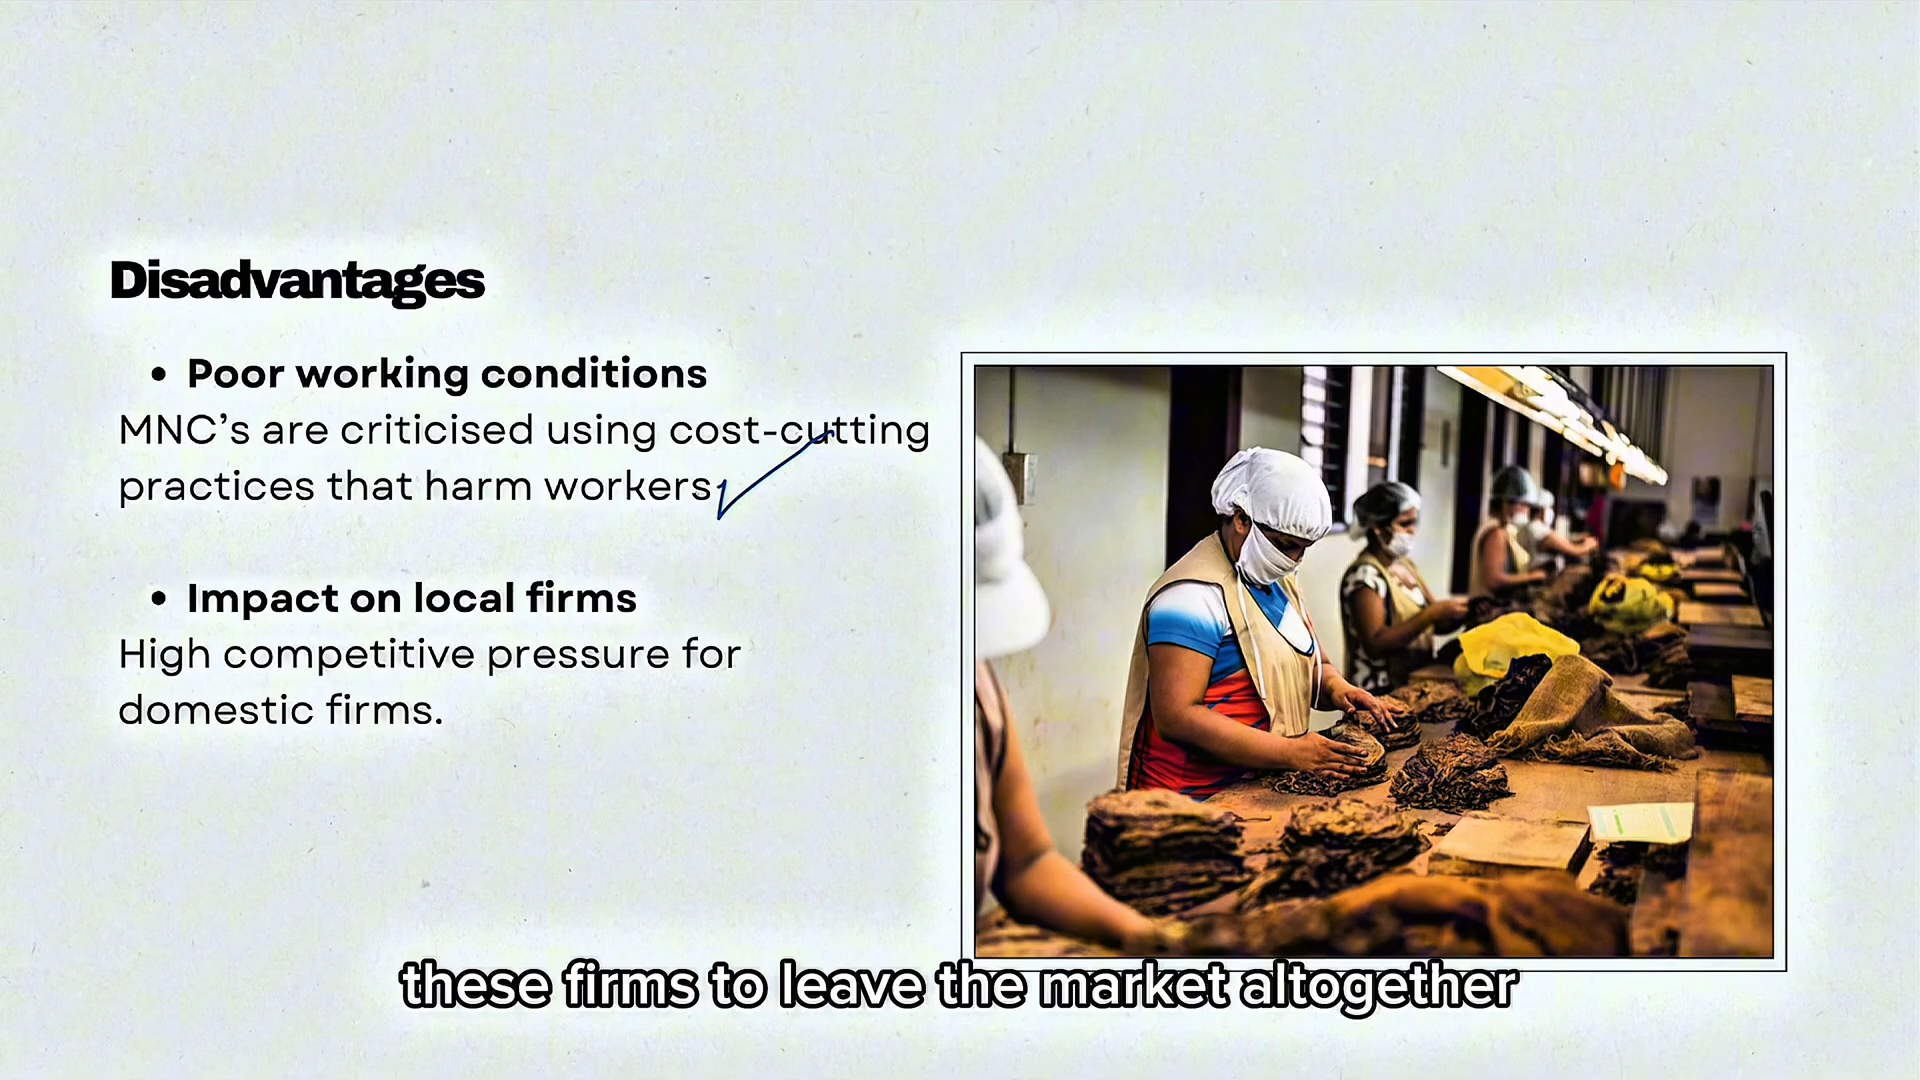 Disadvantages
• Poor working conditions
MNC’s are criticised using cost-cutting
practices that harm workers
• Impact on local firms
High competitive pressure for
domestic firms.
these firms to leave the market altogether